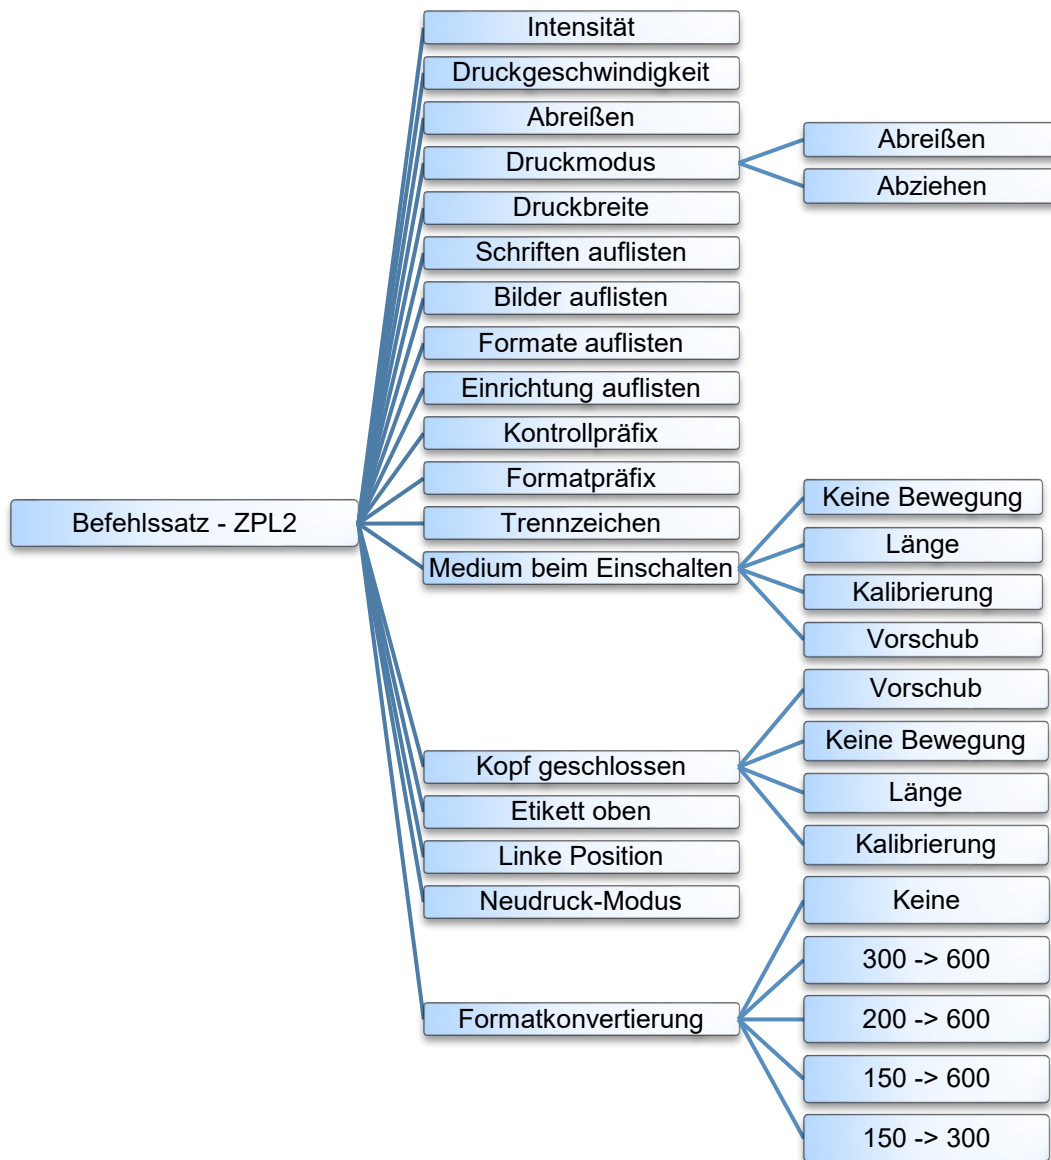 Befehlssatz - ZPL2
Intensität
Druckgeschwindigkeit
Abreißen
Druckmodus
Abreißen
Abziehen
Druckbreite
Schriften auflisten
Bilder auflisten
Formate auflisten
Einrichtung auflisten
Kontrollpräfix
Formatpräfix
Trennzeichen
Medium beim Einschalten
Keine Bewegung
Länge
Kalibrierung
Vorschub
Kopf geschlossen
Vorschub
Keine Bewegung
Länge
Kalibrierung
Etikett oben
Linke Position
Neudruck-Modus
Formatkonvertierung
Keine
300 -> 600
200 -> 600
150 -> 600
150 -> 300